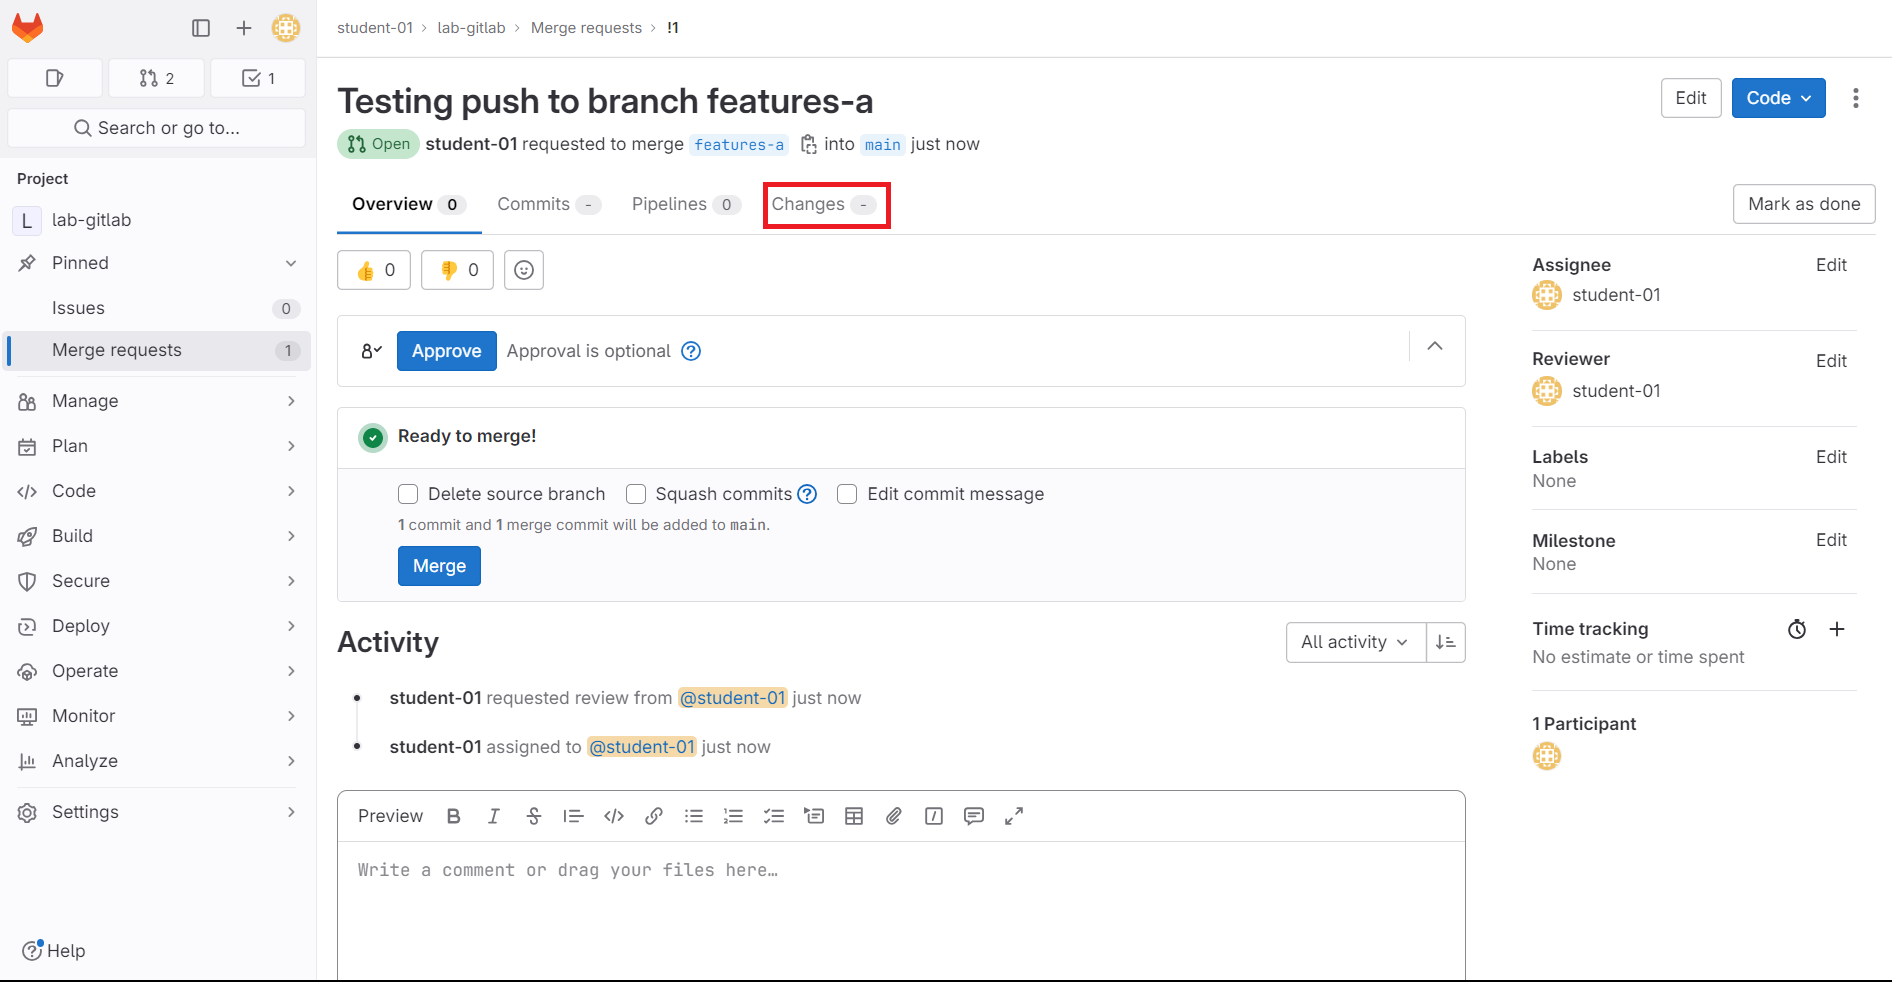 student-01 › lab-gitlab › Merge requests › !1
2
1
Search or go to...
Project
L lab-gitlab
Pinned
Issues 0
Merge requests 1
Manage
Plan
Code
Build
Secure
Deploy
Operate
Monitor
Analyze
Settings
Help
Testing push to branch features-a
Edit
Code
Open student-01 requested to merge features-a into main just now
Overview 0 Commits - Pipelines 0 Changes -
Mark as done
👍 0 👎 0
Approve Approval is optional
Ready to merge!
Delete source branch Squash commits Edit commit message
1 commit and 1 merge commit will be added to main.
Merge
Activity
All activity
student-01 requested review from @student-01 just now
student-01 assigned to @student-01 just now
Preview
Write a comment or drag your files here…
Assignee Edit
student-01
Reviewer Edit
student-01
Labels Edit
None
Milestone Edit
None
Time tracking
No estimate or time spent
1 Participant